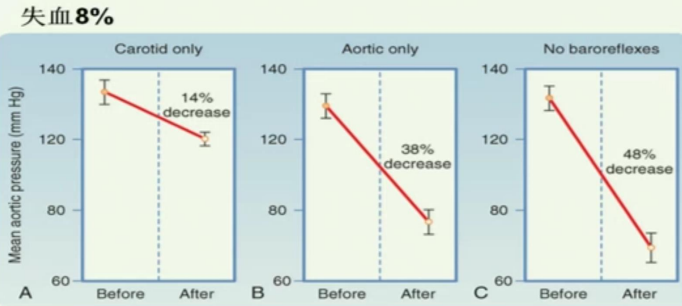 失血8%
Carotid only
Aortic only
No baroreflexes
Mean aortic pressure (mm Hg)
140
120
80
60
14%
decrease
A
Before
After
140
120
80
60
38%
decrease
B
Before
After
140
120
80
60
48%
decrease
C
Before
After